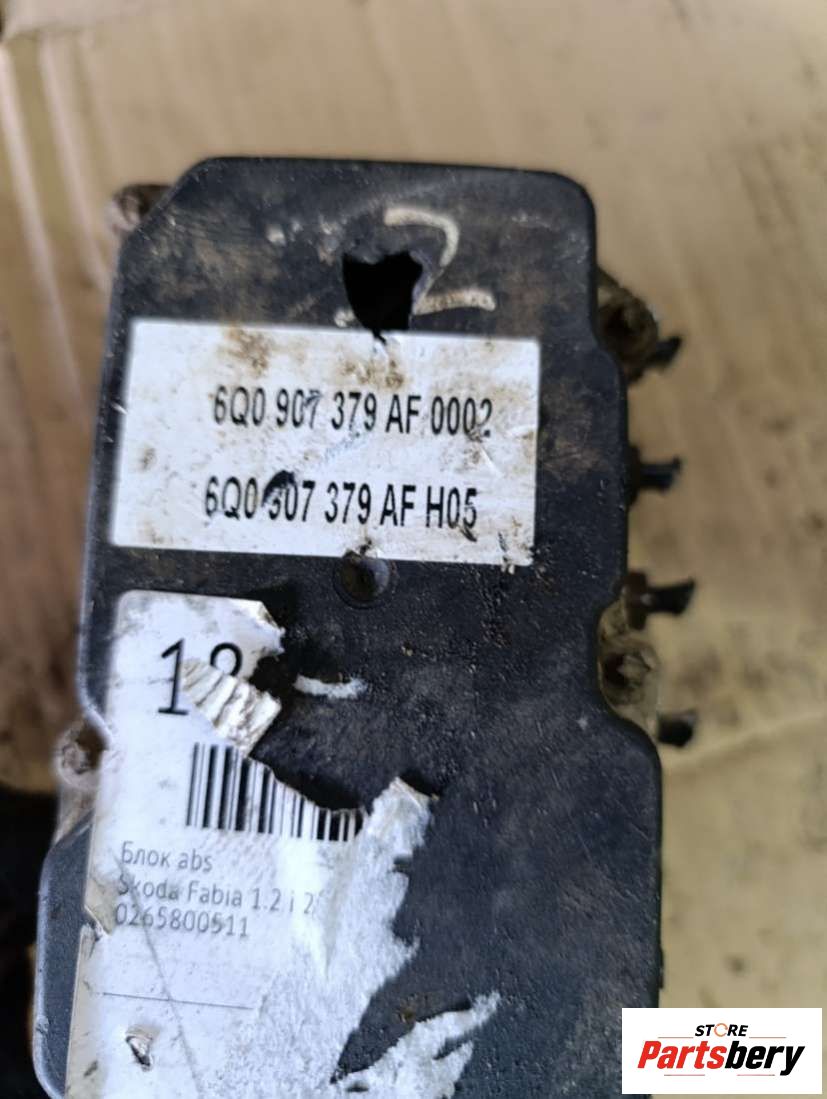 2
6Q0 907 379 AF 0002
6Q0 907 379 AF H05
Блок abs
Skoda Fabia 1.2 i
0265800511
STORE
Partsbery